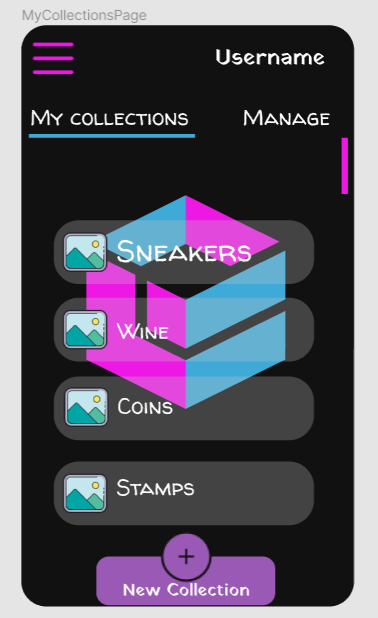 MyCollectionsPage
Username
My collections
Manage
Sneakers
Wine
Coins
Stamps
+
New Collection